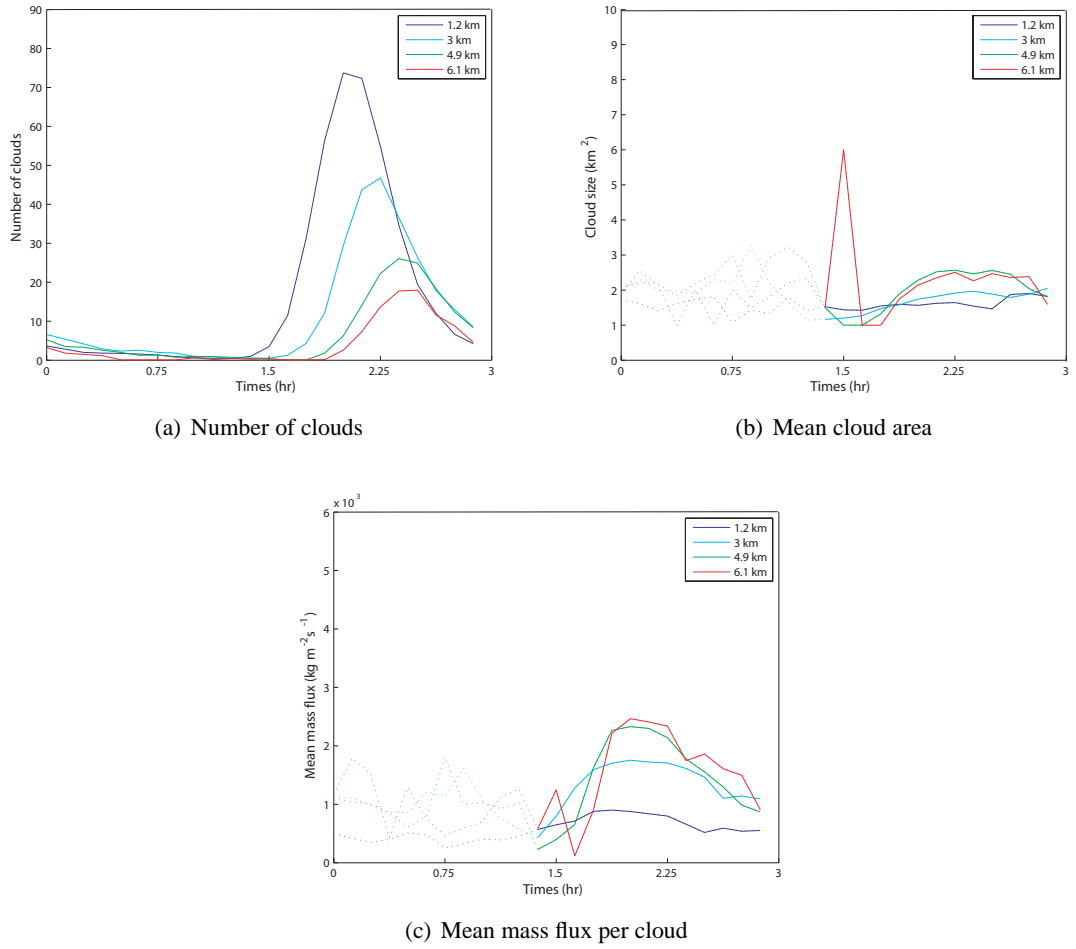 90
80
70
60
50
40
30
20
10
0
Number of clouds
0
0.75
1.5
2.25
3
Times (hr)
1.2 km
3 km
4.9 km
6.1 km
(a) Number of clouds
10
9
8
7
6
5
4
3
2
1
0
Cloud size (km²)
0
0.75
1.5
2.25
3
Times (hr)
1.2 km
3 km
4.9 km
6.1 km
(b) Mean cloud area
x 10³
6
5
4
3
2
1
0
Mean mass flux (kg m⁻² s⁻¹)
0
0.75
1.5
2.25
3
Times (hr)
1.2 km
3 km
4.9 km
6.1 km
(c) Mean mass flux per cloud